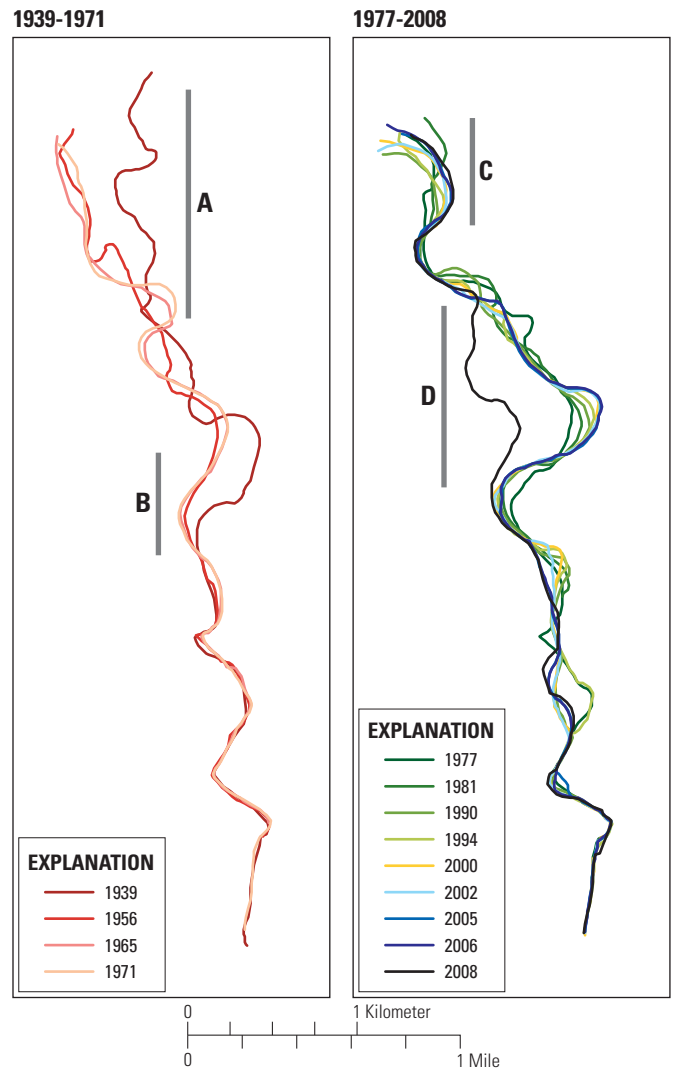 1939-1971
A
B
EXPLANATION
1939
1956
1965
1971
1977-2008
C
D
EXPLANATION
1977
1981
1990
1994
2000
2002
2005
2006
2008
0 1 Kilometer
0 1 Mile